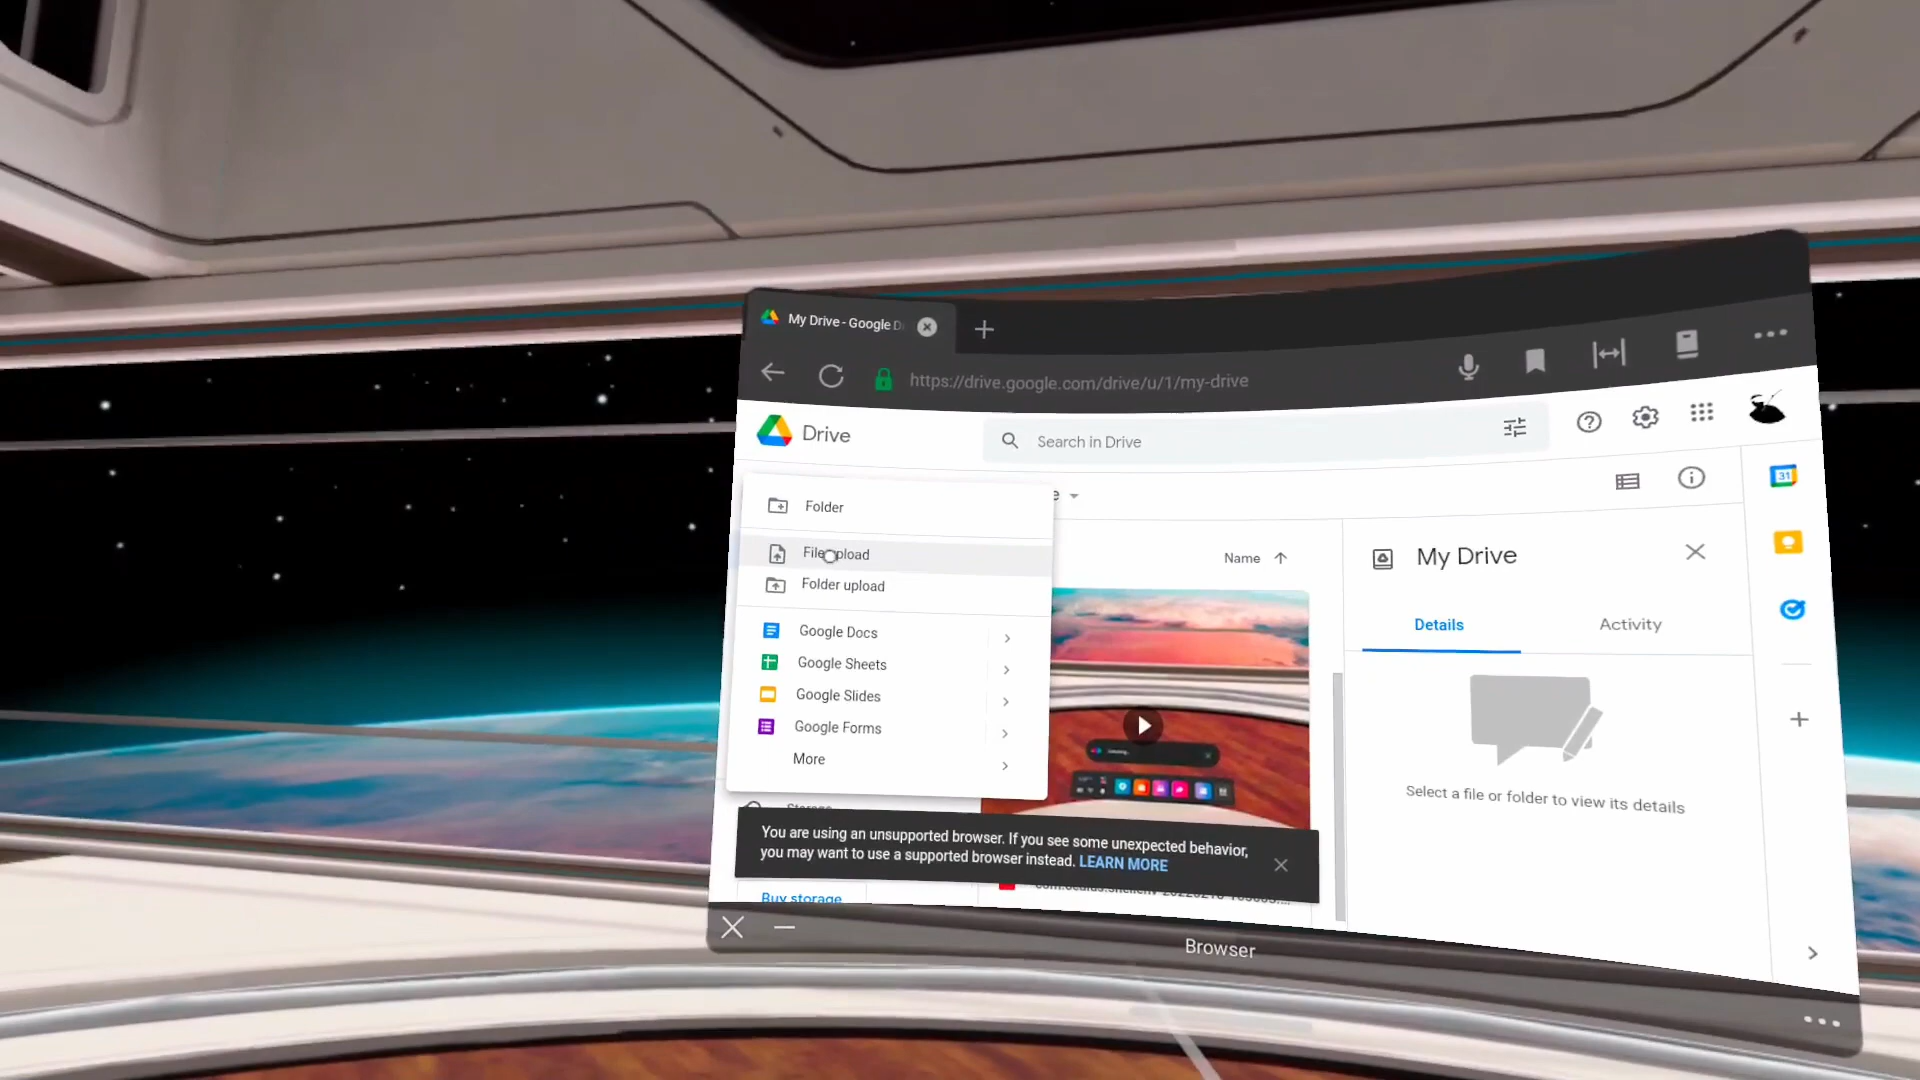 My Drive - Google D
https://drive.google.com/drive/u/1/my-drive
Drive
Search in Drive
31
Folder
e
File upload
Folder upload
Google Docs
Google Sheets
Google Slides
Google Forms
More
Name
My Drive
Details
Activity
Select a file or folder to view its details
Storage
You are using an unsupported browser. If you see some unexpected behavior,
you may want to use a supported browser instead. LEARN MORE
Buy storage
Browser